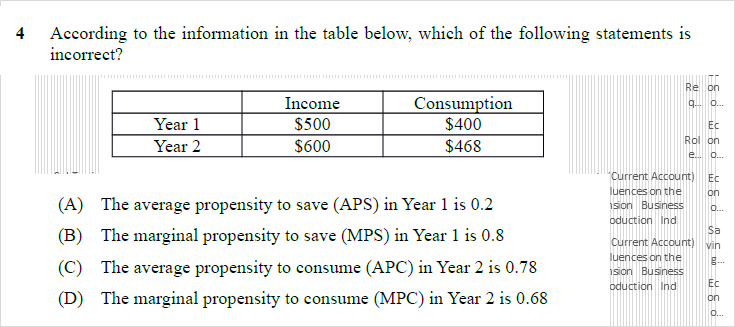 4 According to the information in the table below, which of the following statements is
incorrect?
Income Consumption
Year 1 $500 $400
Year 2 $600 $468
(A) The average propensity to save (APS) in Year 1 is 0.2
(B) The marginal propensity to save (MPS) in Year 1 is 0.8
(C) The average propensity to consume (APC) in Year 2 is 0.78
(D) The marginal propensity to consume (MPC) in Year 2 is 0.68
Re on
q... o...
Ec
Rol on
e... o...
Current Account) Ec
luences on the on
nsion Business o...
oduction Ind
Sa
Current Account) vin
luences on the g...
nsion Business
oduction Ind Ec
on
o...